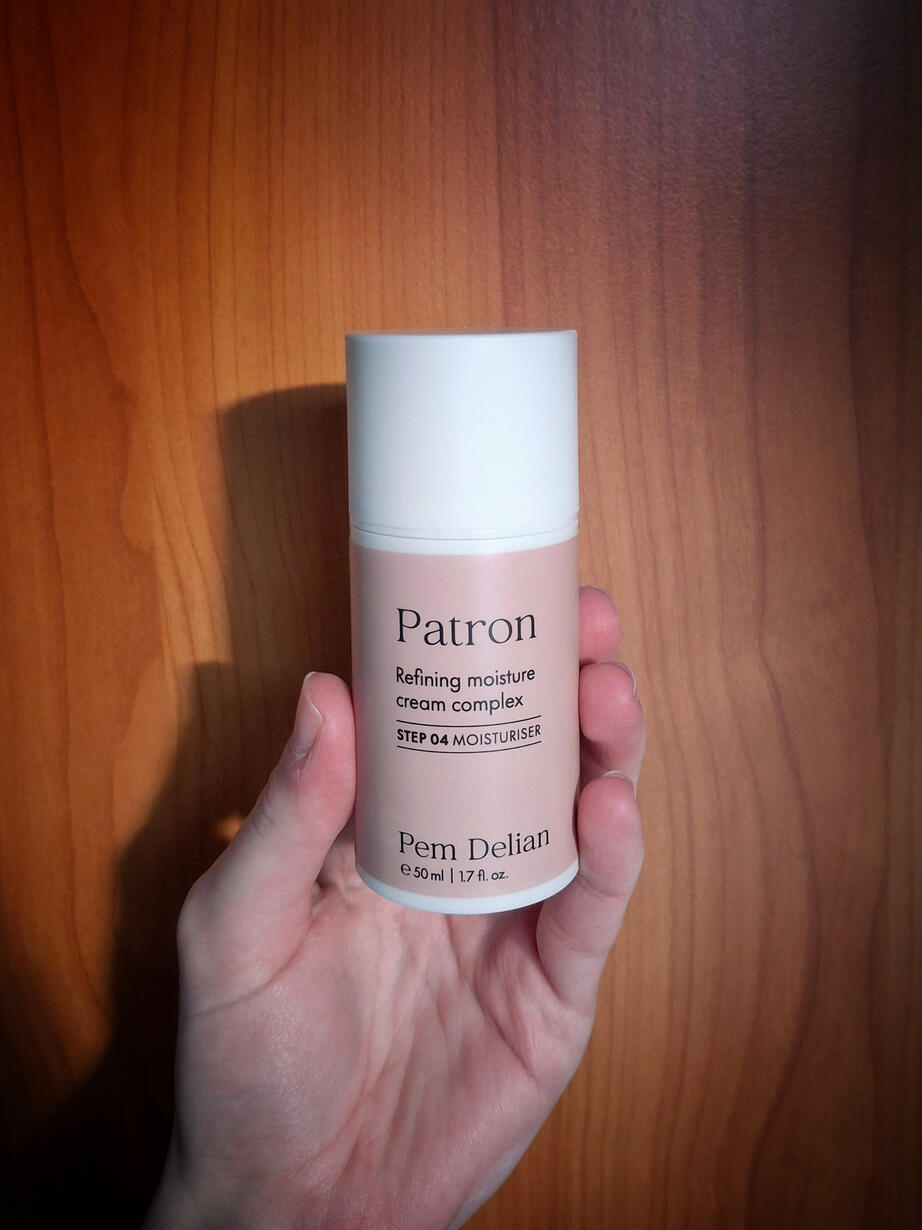 Patron
Refining moisture
cream complex
STEP 04 MOISTURISER
Pem Delian
℮ 50 ml | 1.7 fl. oz.